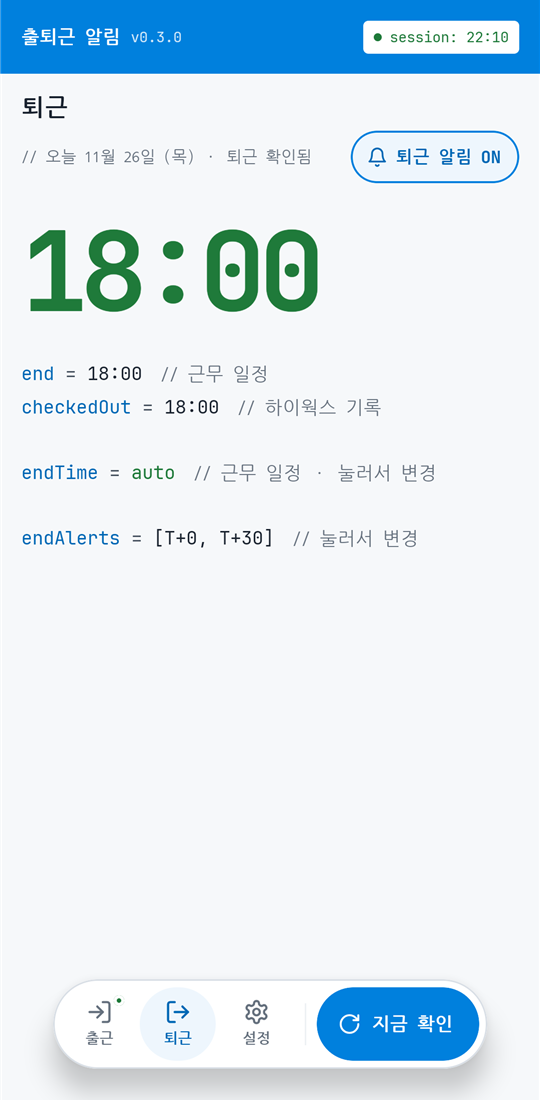 출퇴근 알림 v0.3.0
● session: 22:10
퇴근
// 오늘 11월 26일 (목) · 퇴근 확인됨
퇴근 알림 ON
18:00
end = 18:00 // 근무 일정
checkedOut = 18:00 // 하이웍스 기록
endTime = auto // 근무 일정 · 눌러서 변경
endAlerts = [T+0, T+30] // 눌러서 변경
출근
퇴근
설정
지금 확인